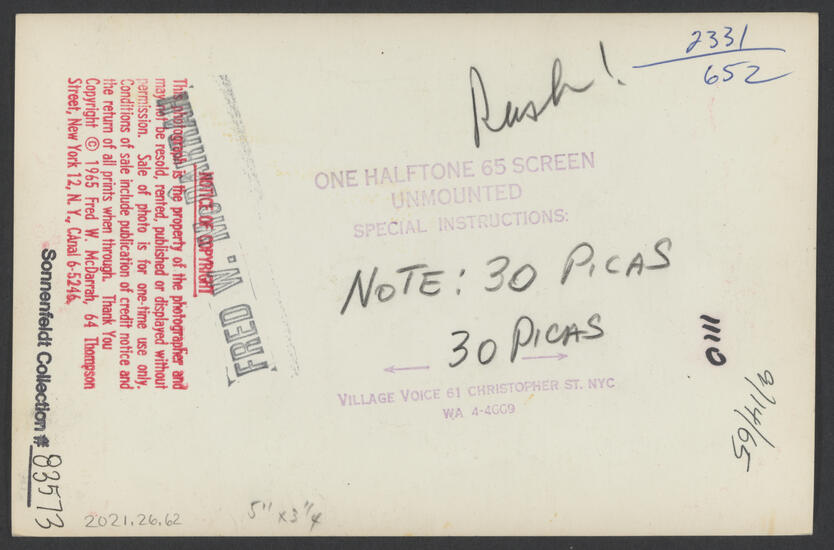 2331
652
Rush!
ONE HALFTONE 65 SCREEN
UNMOUNTED
SPECIAL INSTRUCTIONS:
NOTE: 30 PICAS
30 PICAS
VILLAGE VOICE 61 CHRISTOPHER ST. NYC
WA 4-4669
1110
3/14/65
NOTICE OF COPYRIGHT
This photograph is the property of the photographer and
may not be resold, rented, published or displayed without
permission. Sale of photo is for one-time use only.
Conditions of sale include publication of credit notice and
the return of all prints when through. Thank You
Copyright © 1965 Fred W. McDarrah, 64 Thompson
Street, New York 12, N. Y., CAnal 6-5246.
FRED W. McDARRAH
Sonnenfeldt Collection # 83573
2021.26.62
5" x 3 1/4